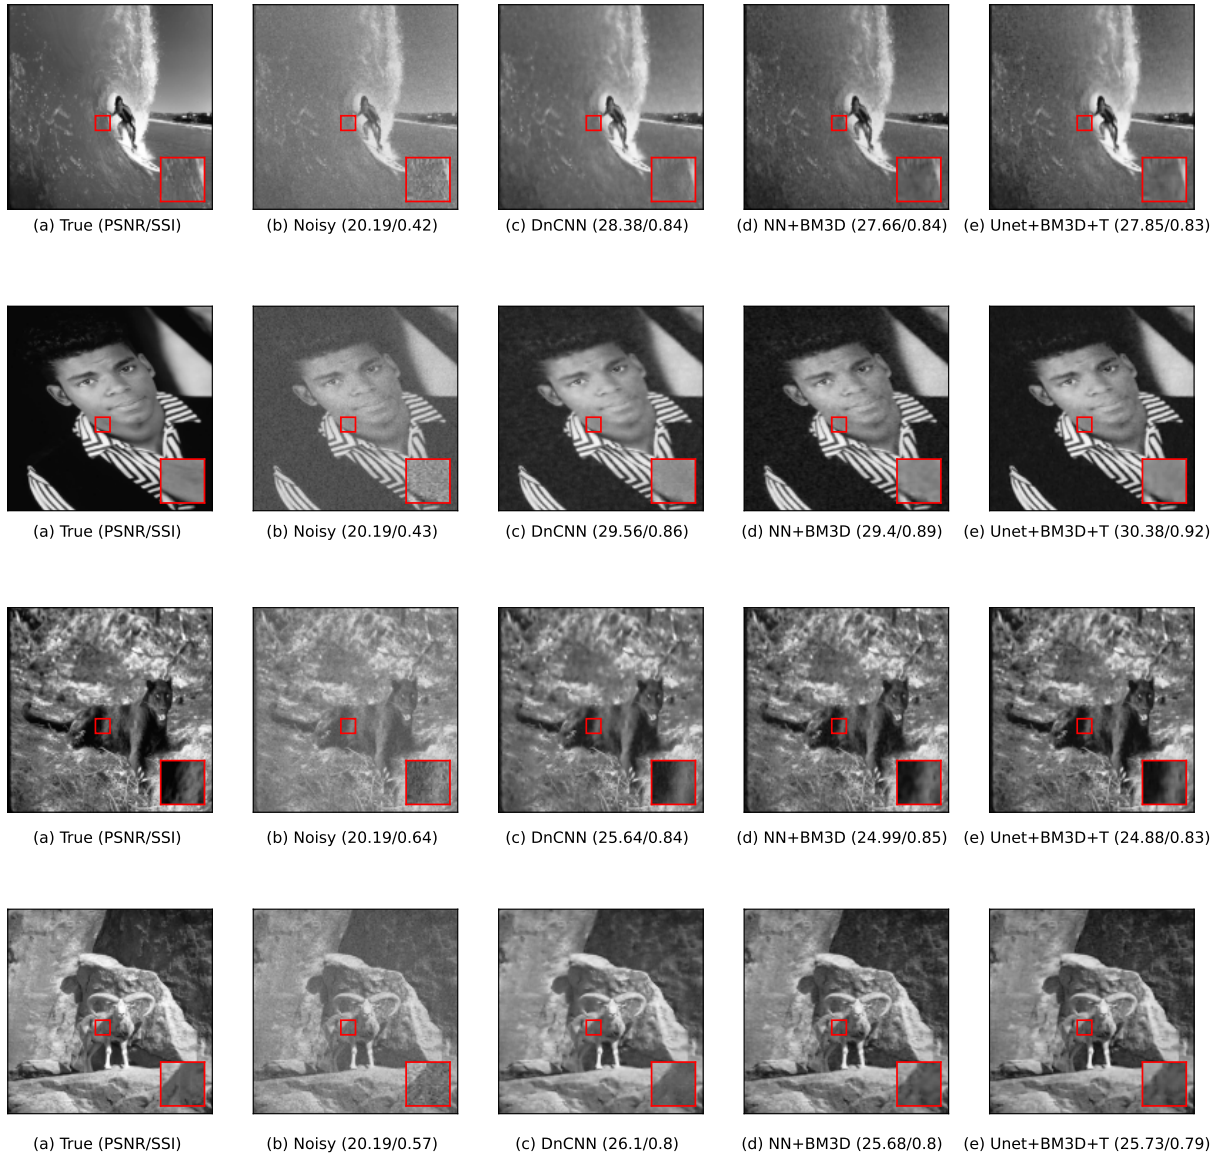 (a) True (PSNR/SSI) (b) Noisy (20.19/0.42) (c) DnCNN (28.38/0.84) (d) NN+BM3D (27.66/0.84) (e) Unet+BM3D+T (27.85/0.83)
(a) True (PSNR/SSI) (b) Noisy (20.19/0.43) (c) DnCNN (29.56/0.86) (d) NN+BM3D (29.4/0.89) (e) Unet+BM3D+T (30.38/0.92)
(a) True (PSNR/SSI) (b) Noisy (20.19/0.64) (c) DnCNN (25.64/0.84) (d) NN+BM3D (24.99/0.85) (e) Unet+BM3D+T (24.88/0.83)
(a) True (PSNR/SSI) (b) Noisy (20.19/0.57) (c) DnCNN (26.1/0.8) (d) NN+BM3D (25.68/0.8) (e) Unet+BM3D+T (25.73/0.79)